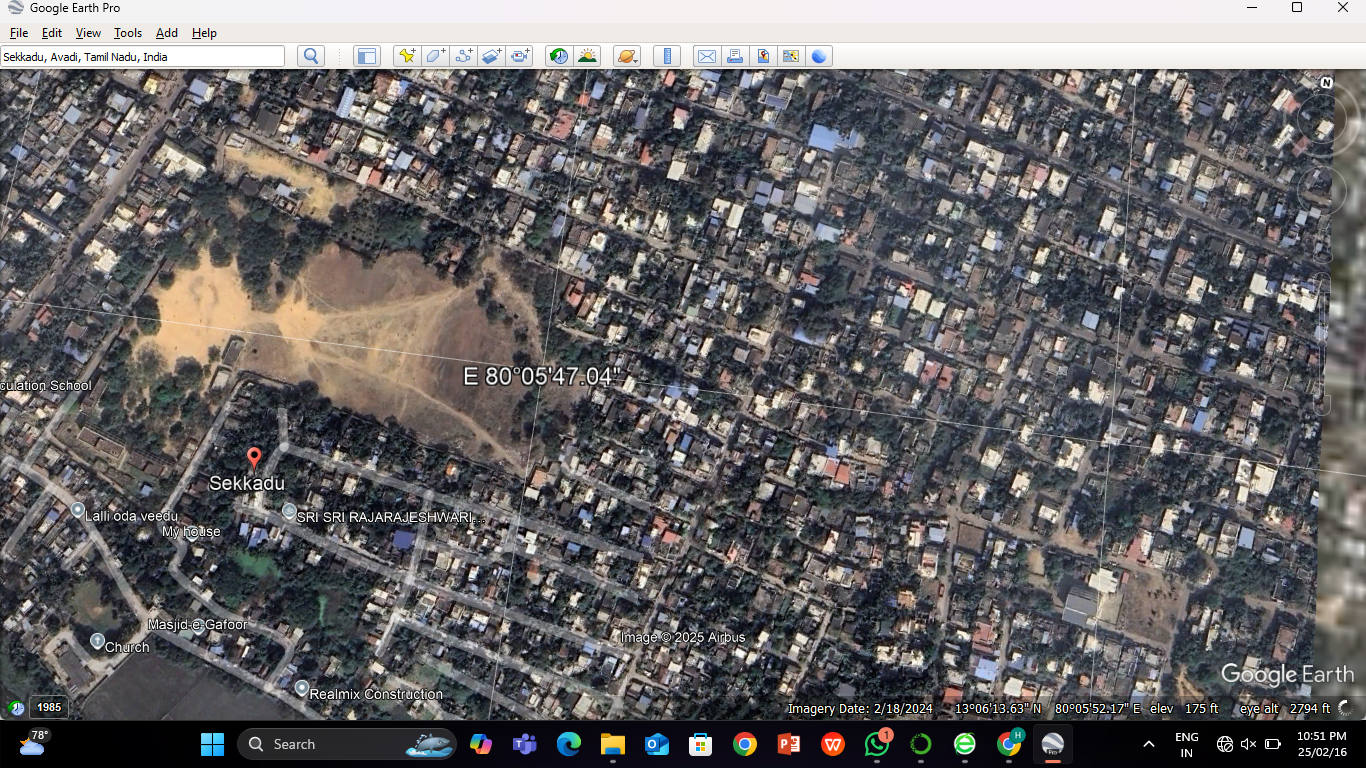 Google Earth Pro
File Edit View Tools Add Help
Sekkadu, Avadi, Tamil Nadu, India
N
E 80°05'47.04"
culation School
Sekkadu
SRI SRI RAJARAJESHWARI...
Lalli oda veedu
My house
Masjid-e-Gafoor
Church
Image © 2025 Airbus
Realmix Construction
Google Earth
1985
Imagery Date: 2/18/2024 13°06'13.63" N 80°05'52.17" E elev 175 ft eye alt 2794 ft
78°
Search
1
H
Pro
ENG
IN
10:51 PM
25/02/16